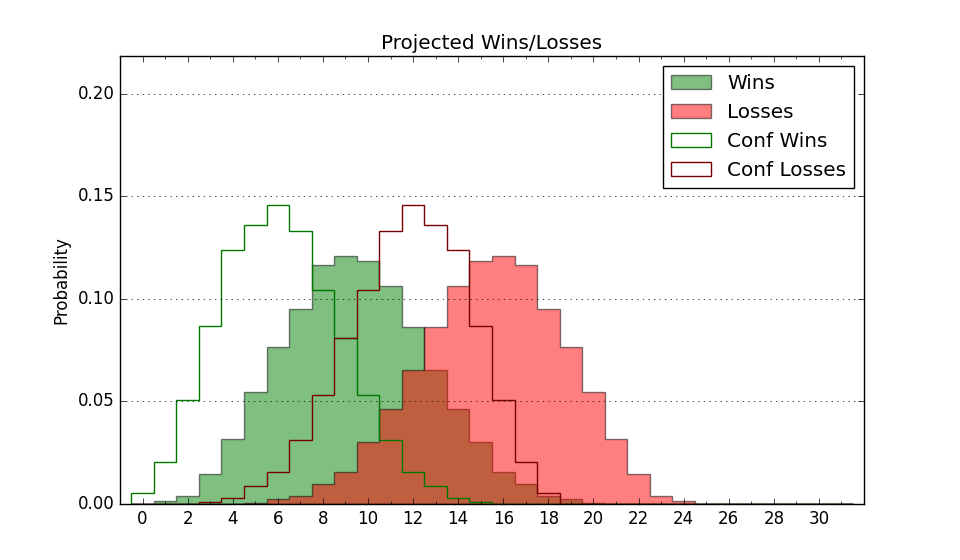 Projected Wins/Losses
Wins
Losses
Conf Wins
Conf Losses
Probability
0.20
0.15
0.10
0.05
0.00
0 2 4 6 8 10 12 14 16 18 20 22 24 26 28 30